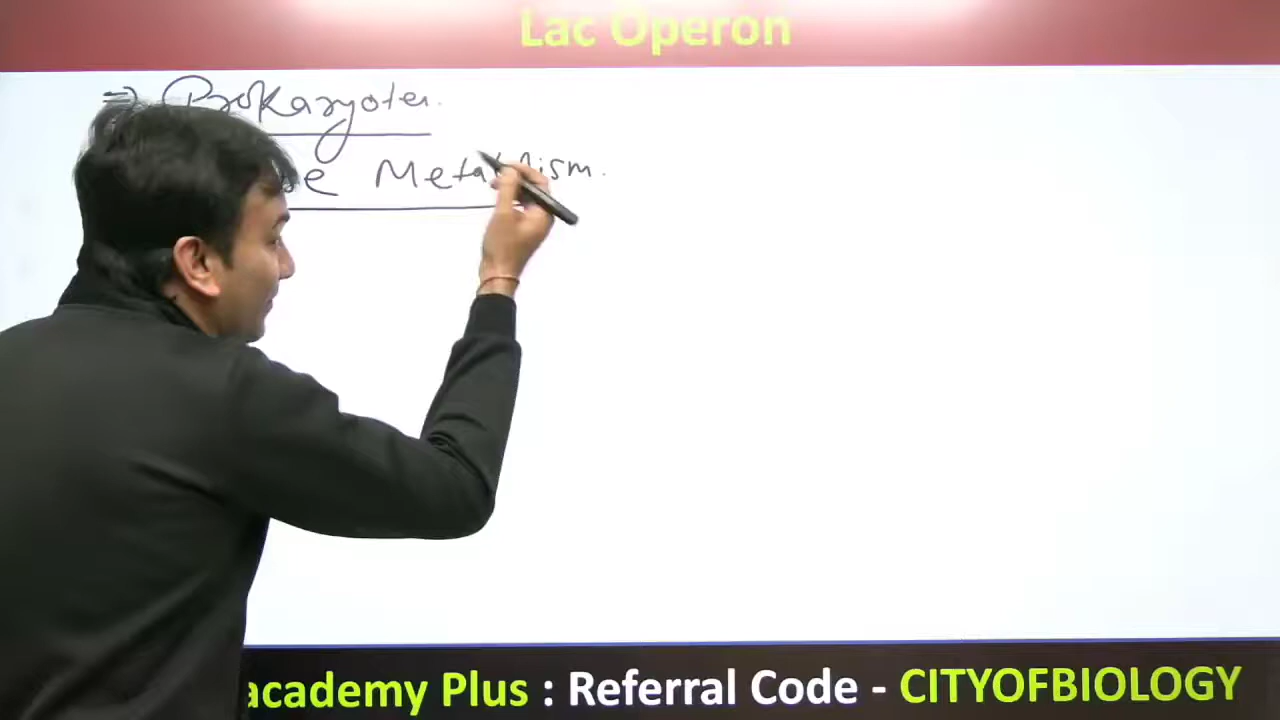 Lac Operon
⇒ Prokaryotes.
Metabolism.
academy Plus : Referral Code - CITYOFBIOLOGY